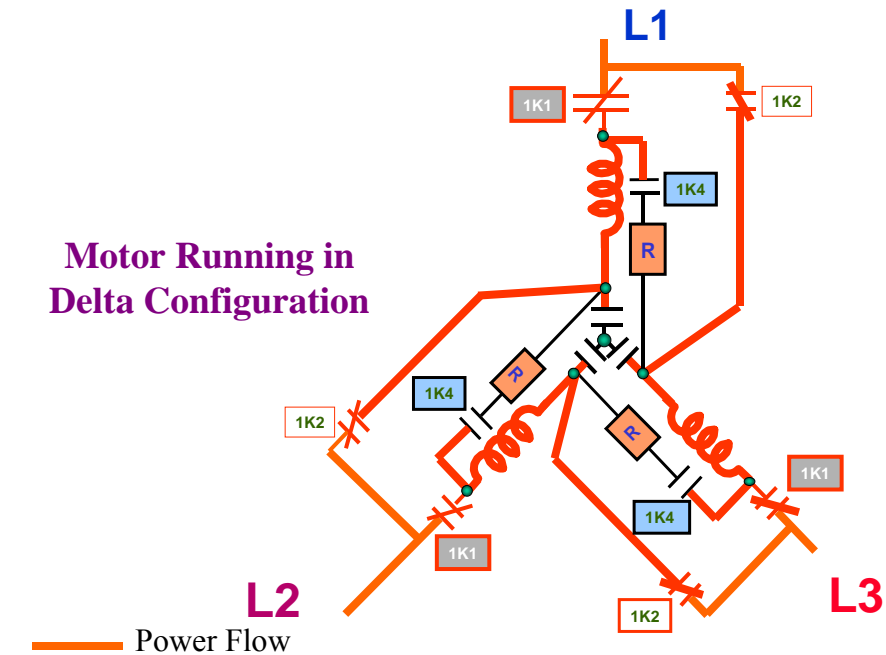 L1
1K1
1K2
1K4
R
Motor Running in
Delta Configuration
R
1K4
1K2
R
1K1
1K4
1K1
L2
1K2
L3
Power Flow